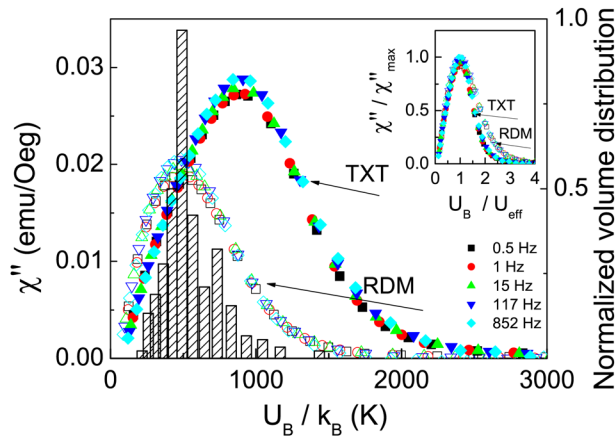 0.03
0.02
0.01
0.00
χ'' (emu/Oeg)
0 1000 2000 3000
U_B / k_B (K)
1.0
0.5
0.0
Normalized volume distribution
TXT
RDM
0.5 Hz
1 Hz
15 Hz
117 Hz
852 Hz
1.0
0.5
0.0
χ'' / χ''_max
0 1 2 3 4
U_B / U_eff
TXT
RDM